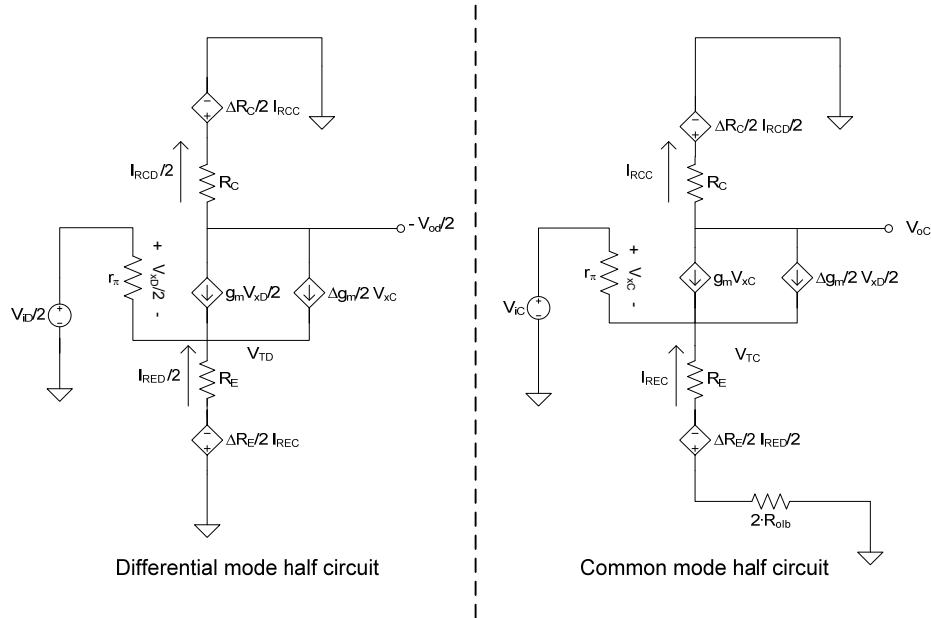 - +
ΔR_C/2 I_RCC
I_RCD/2
R_C
- V_od/2
+ V_xD/2 -
r_π
g_mV_xD/2
Δg_m/2 V_xC
V_iD/2
+ -
V_TD
I_RED/2
R_E
- +
ΔR_E/2 I_REC
Differential mode half circuit
- +
ΔR_C/2 I_RCD/2
I_RCC
R_C
V_oC
+ V_xC -
r_π
g_mV_xC
Δg_m/2 V_xD/2
V_iC
+ -
V_TC
I_REC
R_E
- +
ΔR_E/2 I_RED/2
2·R_olb
Common mode half circuit